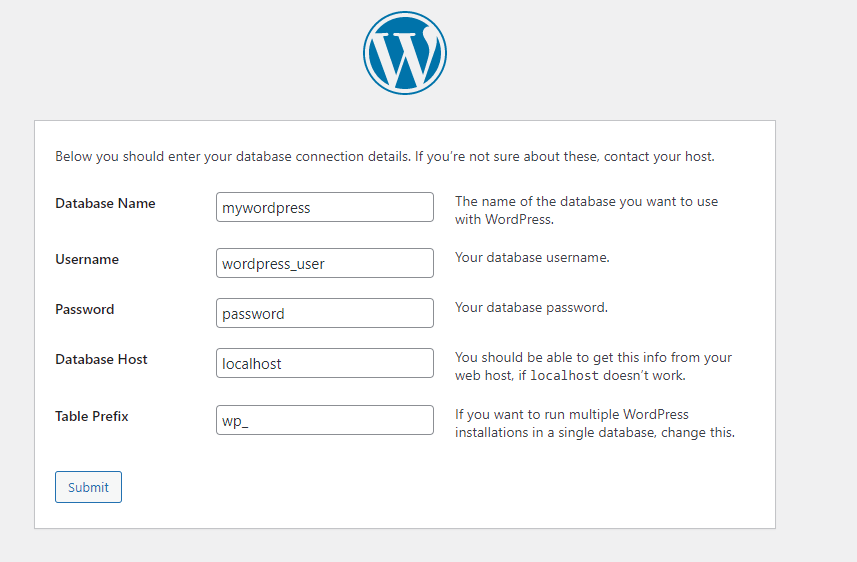 Below you should enter your database connection details. If you’re not sure about these, contact your host.
Database Name
mywordpress
The name of the database you want to use
with WordPress.
Username
wordpress_user
Your database username.
Password
password
Your database password.
Database Host
localhost
You should be able to get this info from your
web host, if localhost doesn’t work.
Table Prefix
wp_
If you want to run multiple WordPress
installations in a single database, change this.
Submit